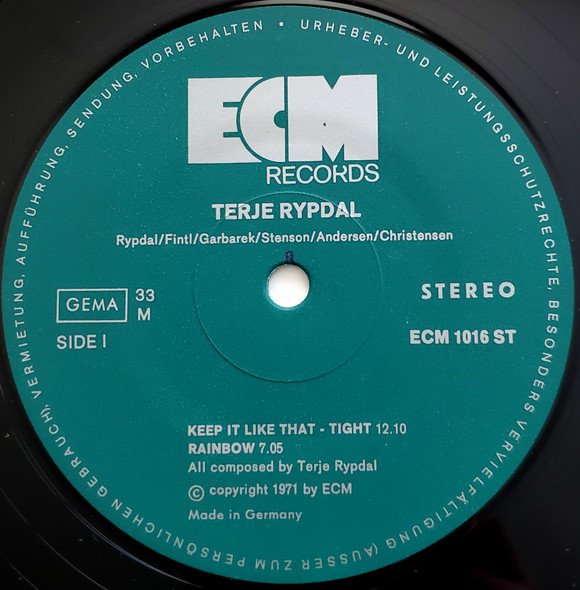 URHEBER- UND LEISTUNGSSCHUTZRECHTE, BESONDERS VERVIELFÄLTIGUNG (AUSSER ZUM PERSÖNLICHEN GEBRAUCH), VERMIETUNG, AUFFÜHRUNG, SENDUNG, VORBEHALTEN •
ECM
RECORDS
TERJE RYPDAL
Rypdal/Fintl/Garbarek/Stenson/Andersen/Christensen
GEMA 33
M
STEREO
SIDE I
ECM 1016 ST
KEEP IT LIKE THAT - TIGHT 12.10
RAINBOW 7.05
All composed by Terje Rypdal
© copyright 1971 by ECM
Made in Germany